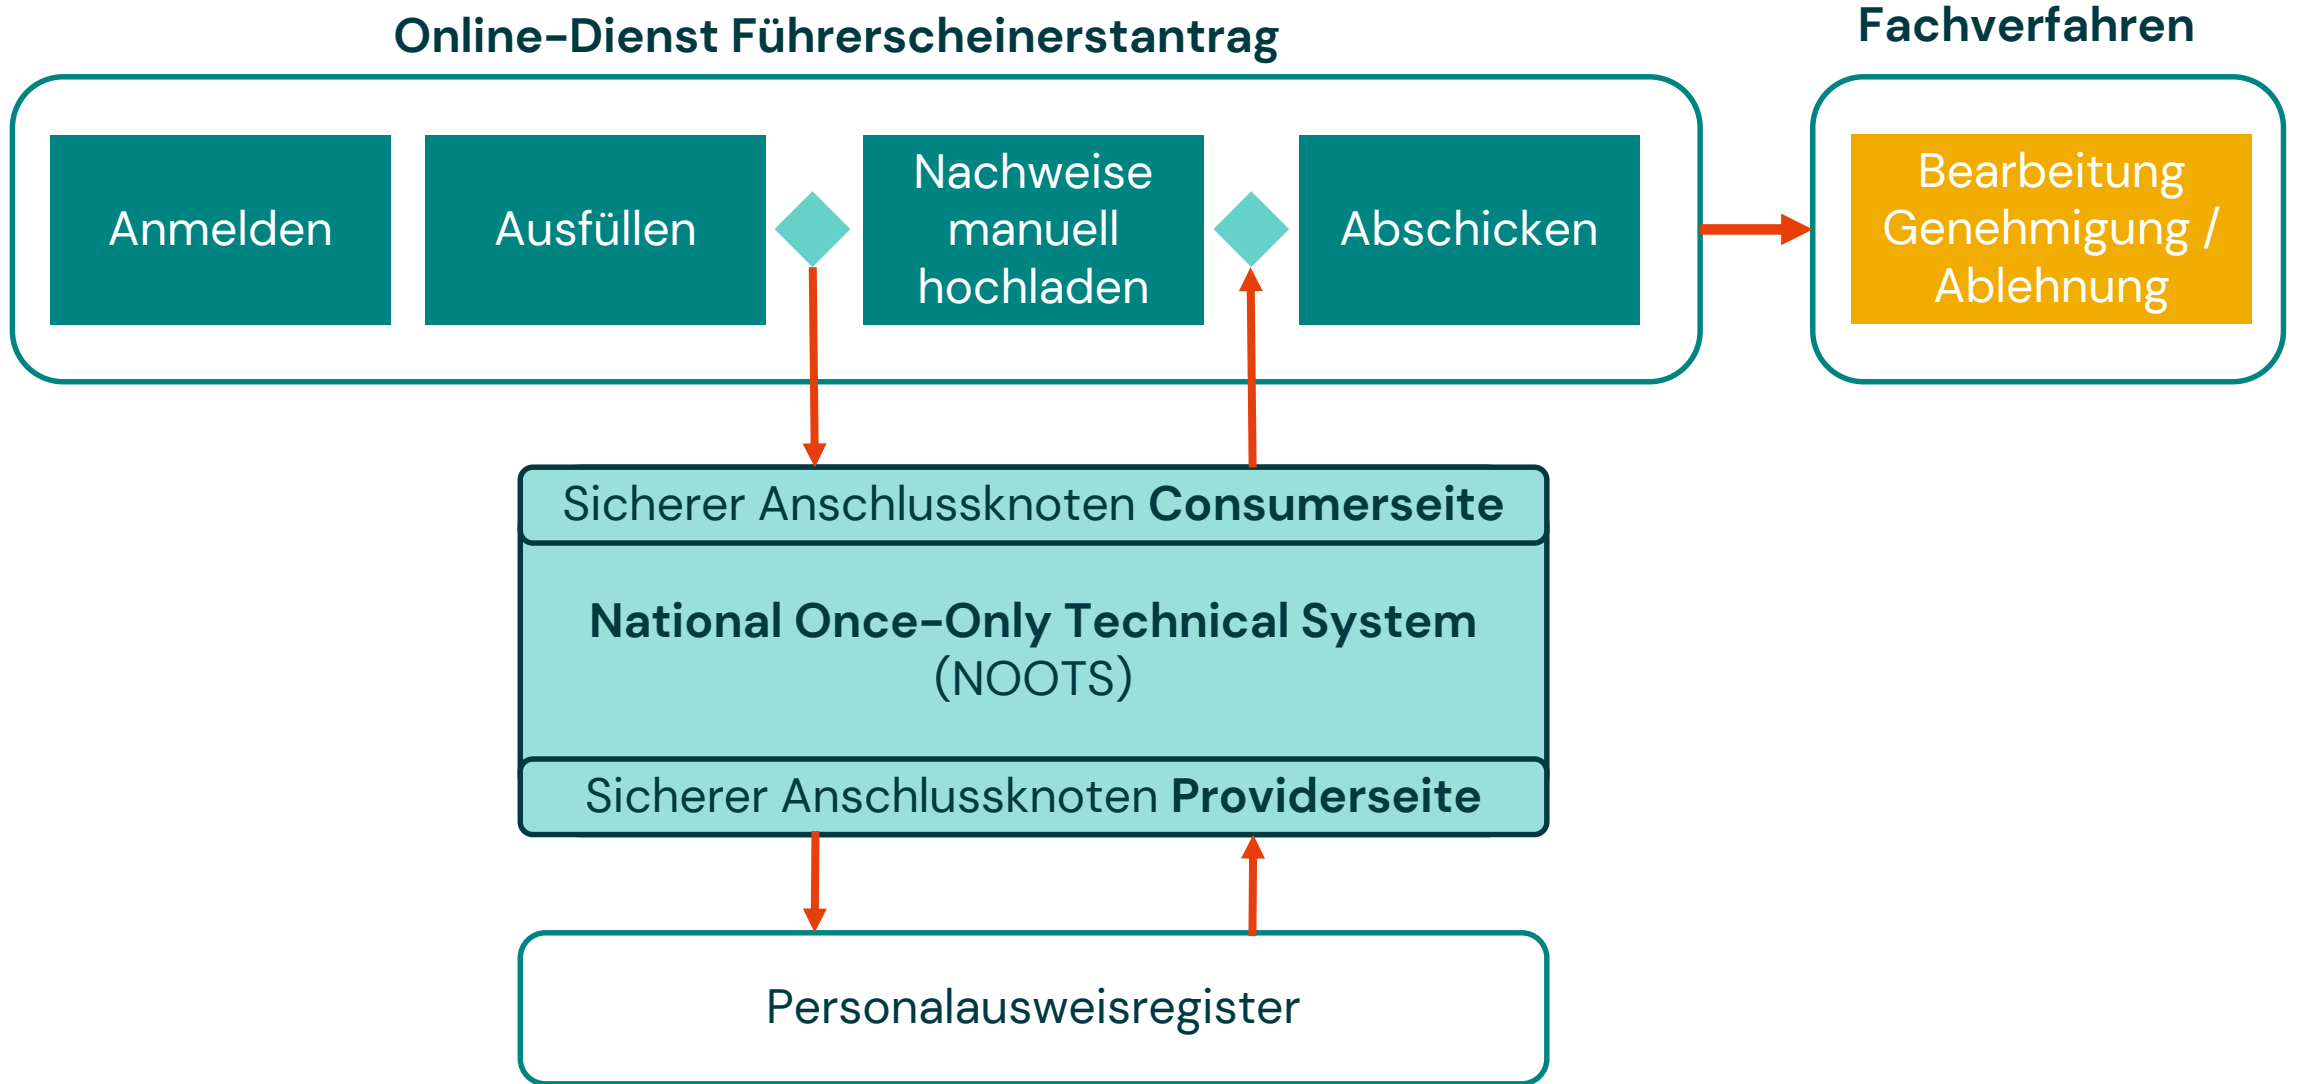 Online-Dienst Führerscheinerstantrag
Fachverfahren
Anmelden
Ausfüllen
Nachweise
manuell
hochladen
Abschicken
Bearbeitung
Genehmigung /
Ablehnung
Sicherer Anschlussknoten Consumerseite
National Once-Only Technical System
(NOOTS)
Sicherer Anschlussknoten Providerseite
Personalausweisregister